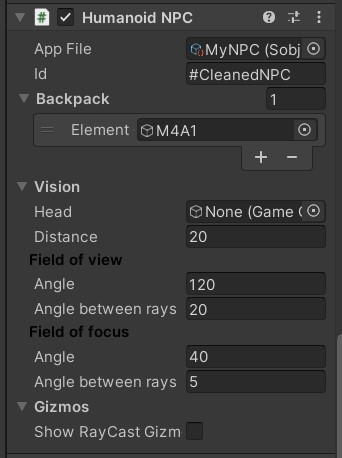 # Humanoid NPC
App File MyNPC (Sobj
Id #CleanedNPC
Backpack 1
Element M4A1
+ −
Vision
Head None (Game
Distance 20
Field of view
Angle 120
Angle between rays 20
Field of focus
Angle 40
Angle between rays 5
Gizmos
Show RayCast Gizm